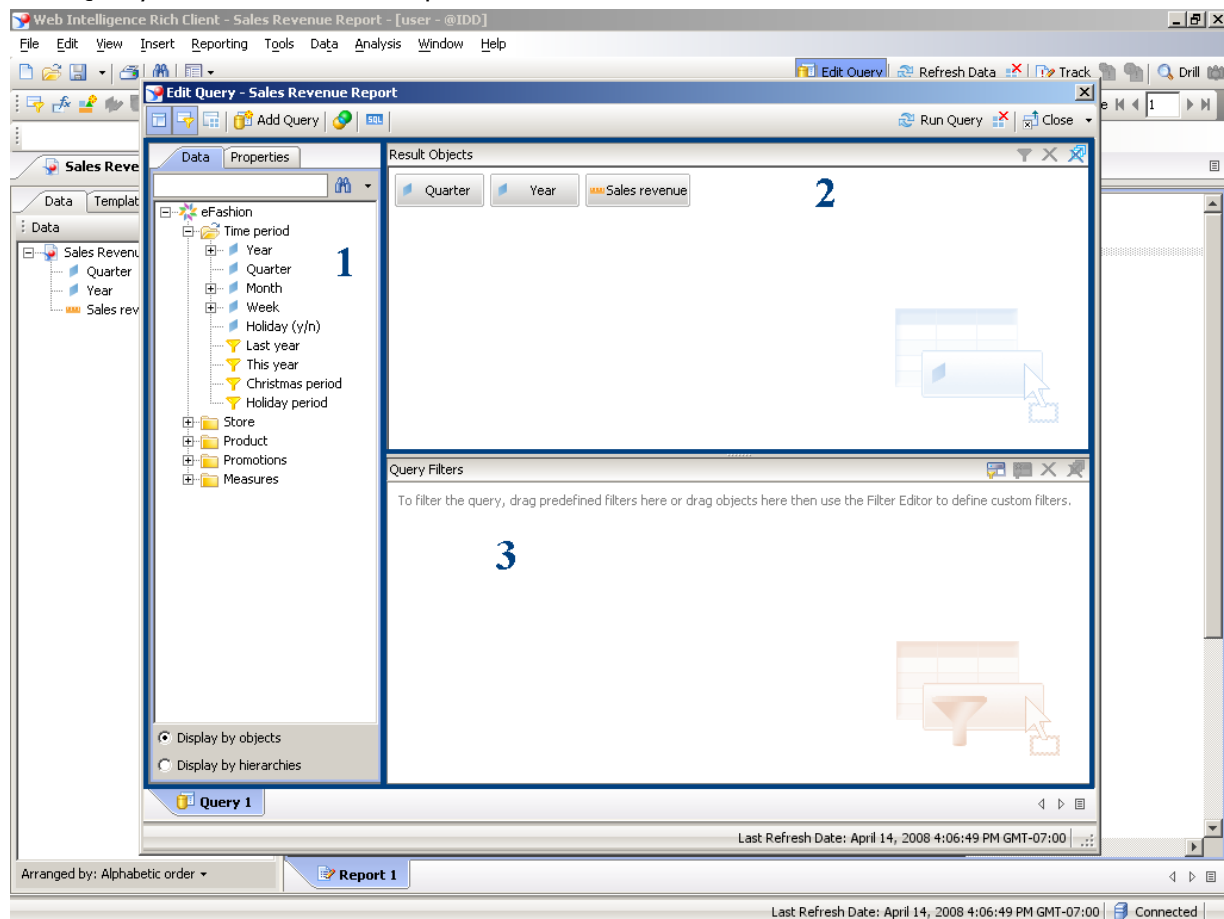 Web Intelligence Rich Client - Sales Revenue Report - [user - @IDD]
File Edit View Insert Reporting Tools Data Analysis Window Help
Edit Query Refresh Data Track Drill
Edit Query - Sales Revenue Report
Add Query SQL Run Query Close
1
Sales Reve
Data Templat
Data
Sales Revenu
Quarter
Year
Sales rev
Data Properties
eFashion
Time period
Year
Quarter
Month
Week
Holiday (y/n)
Last year
This year
Christmas period
Holiday period
Store
Product
Promotions
Measures
1
Display by objects
Display by hierarchies
Result Objects
Quarter Year Sales revenue
2
Query Filters
To filter the query, drag predefined filters here or drag objects here then use the Filter Editor to define custom filters.
3
Query 1
Last Refresh Date: April 14, 2008 4:06:49 PM GMT-07:00
Arranged by: Alphabetic order
Report 1
Last Refresh Date: April 14, 2008 4:06:49 PM GMT-07:00 Connected